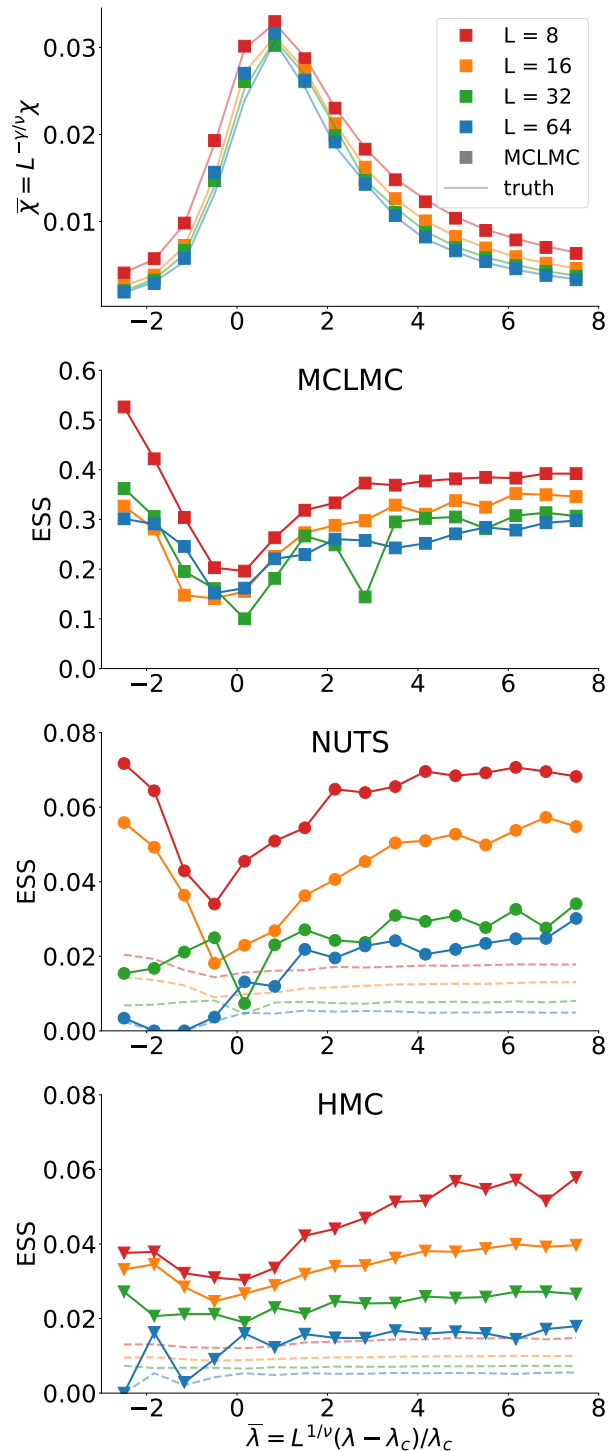 χ̅ = L^{-γ/ν}χ
0.03
0.02
0.01
L = 8
L = 16
L = 32
L = 64
MCLMC
truth
−2 0 2 4 6 8
MCLMC
ESS
0.6
0.5
0.4
0.3
0.2
0.1
0.0
−2 0 2 4 6 8
NUTS
ESS
0.08
0.06
0.04
0.02
0.00
−2 0 2 4 6 8
HMC
ESS
0.08
0.06
0.04
0.02
0.00
−2 0 2 4 6 8
λ̅ = L^{1/ν}(λ − λ_c)/λ_c